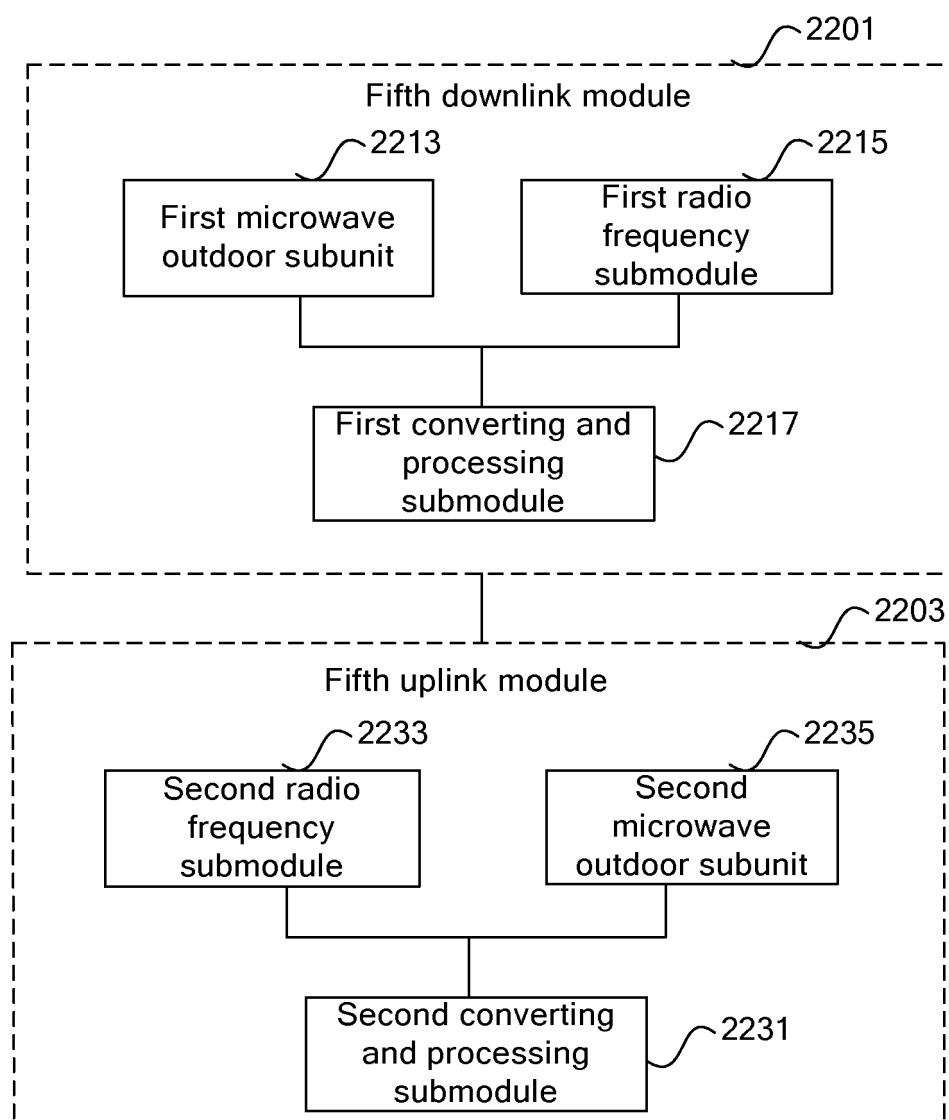 2201
Fifth downlink module
2213
2215
First microwave
outdoor subunit
First radio
frequency
submodule
First converting and
processing
submodule
2217
2203
Fifth uplink module
2233
2235
Second radio
frequency
submodule
Second
microwave
outdoor subunit
Second converting
and processing
submodule
2231